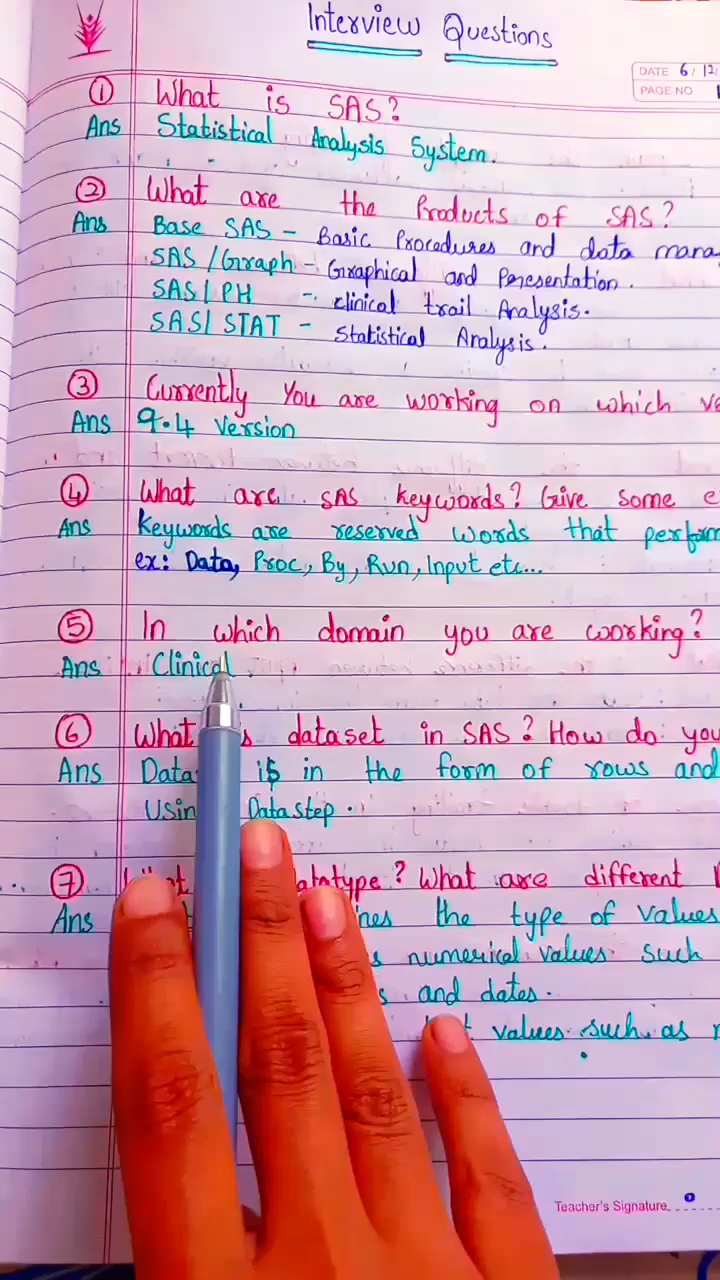 Interview Questions
DATE 6/12/
PAGE NO
① What is SAS?
Ans Statistical Analysis System.
② What are the Products of SAS?
Ans Base SAS - Basic Procedures and data mana
SAS/Graph - Graphical and Peresentation.
SAS/PH - clinical trail Analysis.
SAS/STAT - Statistical Analysis.
③ Currently You are working on which ve
Ans 9.4 version
④ What are SAS keywords? Give some e
Ans keywords are reserved words that perform
ex: Data, Proc, By, Run, Input etc...
⑤ In which domain you are working?
Ans Clinical.
⑥ What dataset in SAS? How do you
Ans Data is in the form of rows and
Using Datastep.
⑦ datatype? What are different
Ans the type of values
numerical values such
and dates.
values such as
Teacher's Signature